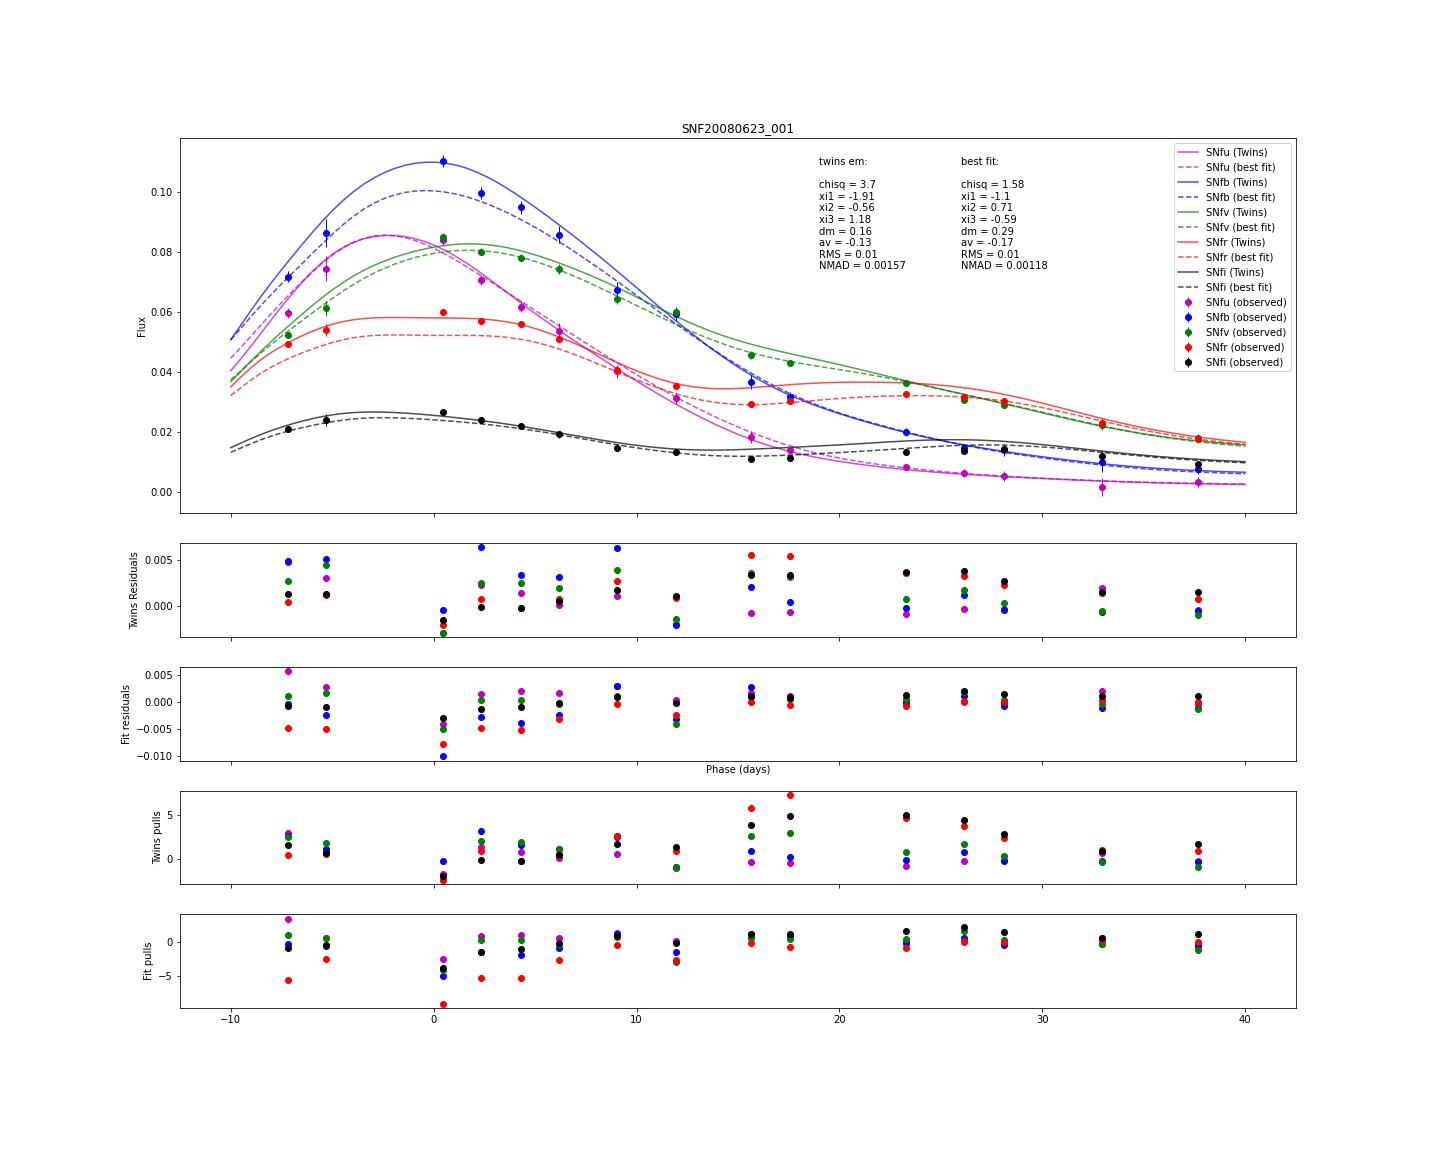 SNF20080623_001
Flux
0.10
0.08
0.06
0.04
0.02
0.00
twins em:
chisq = 3.7
xi1 = -1.91
xi2 = -0.56
xi3 = 1.18
dm = 0.16
av = -0.13
RMS = 0.01
NMAD = 0.00157
best fit:
chisq = 1.58
xi1 = -1.1
xi2 = 0.71
xi3 = -0.59
dm = 0.29
av = -0.17
RMS = 0.01
NMAD = 0.00118
SNfu (Twins)
SNfu (best fit)
SNfb (Twins)
SNfb (best fit)
SNfv (Twins)
SNfv (best fit)
SNfr (Twins)
SNfr (best fit)
SNfi (Twins)
SNfi (best fit)
SNfu (observed)
SNfb (observed)
SNfv (observed)
SNfr (observed)
SNfi (observed)
Twins Residuals
0.005
0.000
Fit residuals
0.005
0.000
−0.005
−0.010
Phase (days)
Twins pulls
5
0
Fit pulls
0
−5
−10 0 10 20 30 40